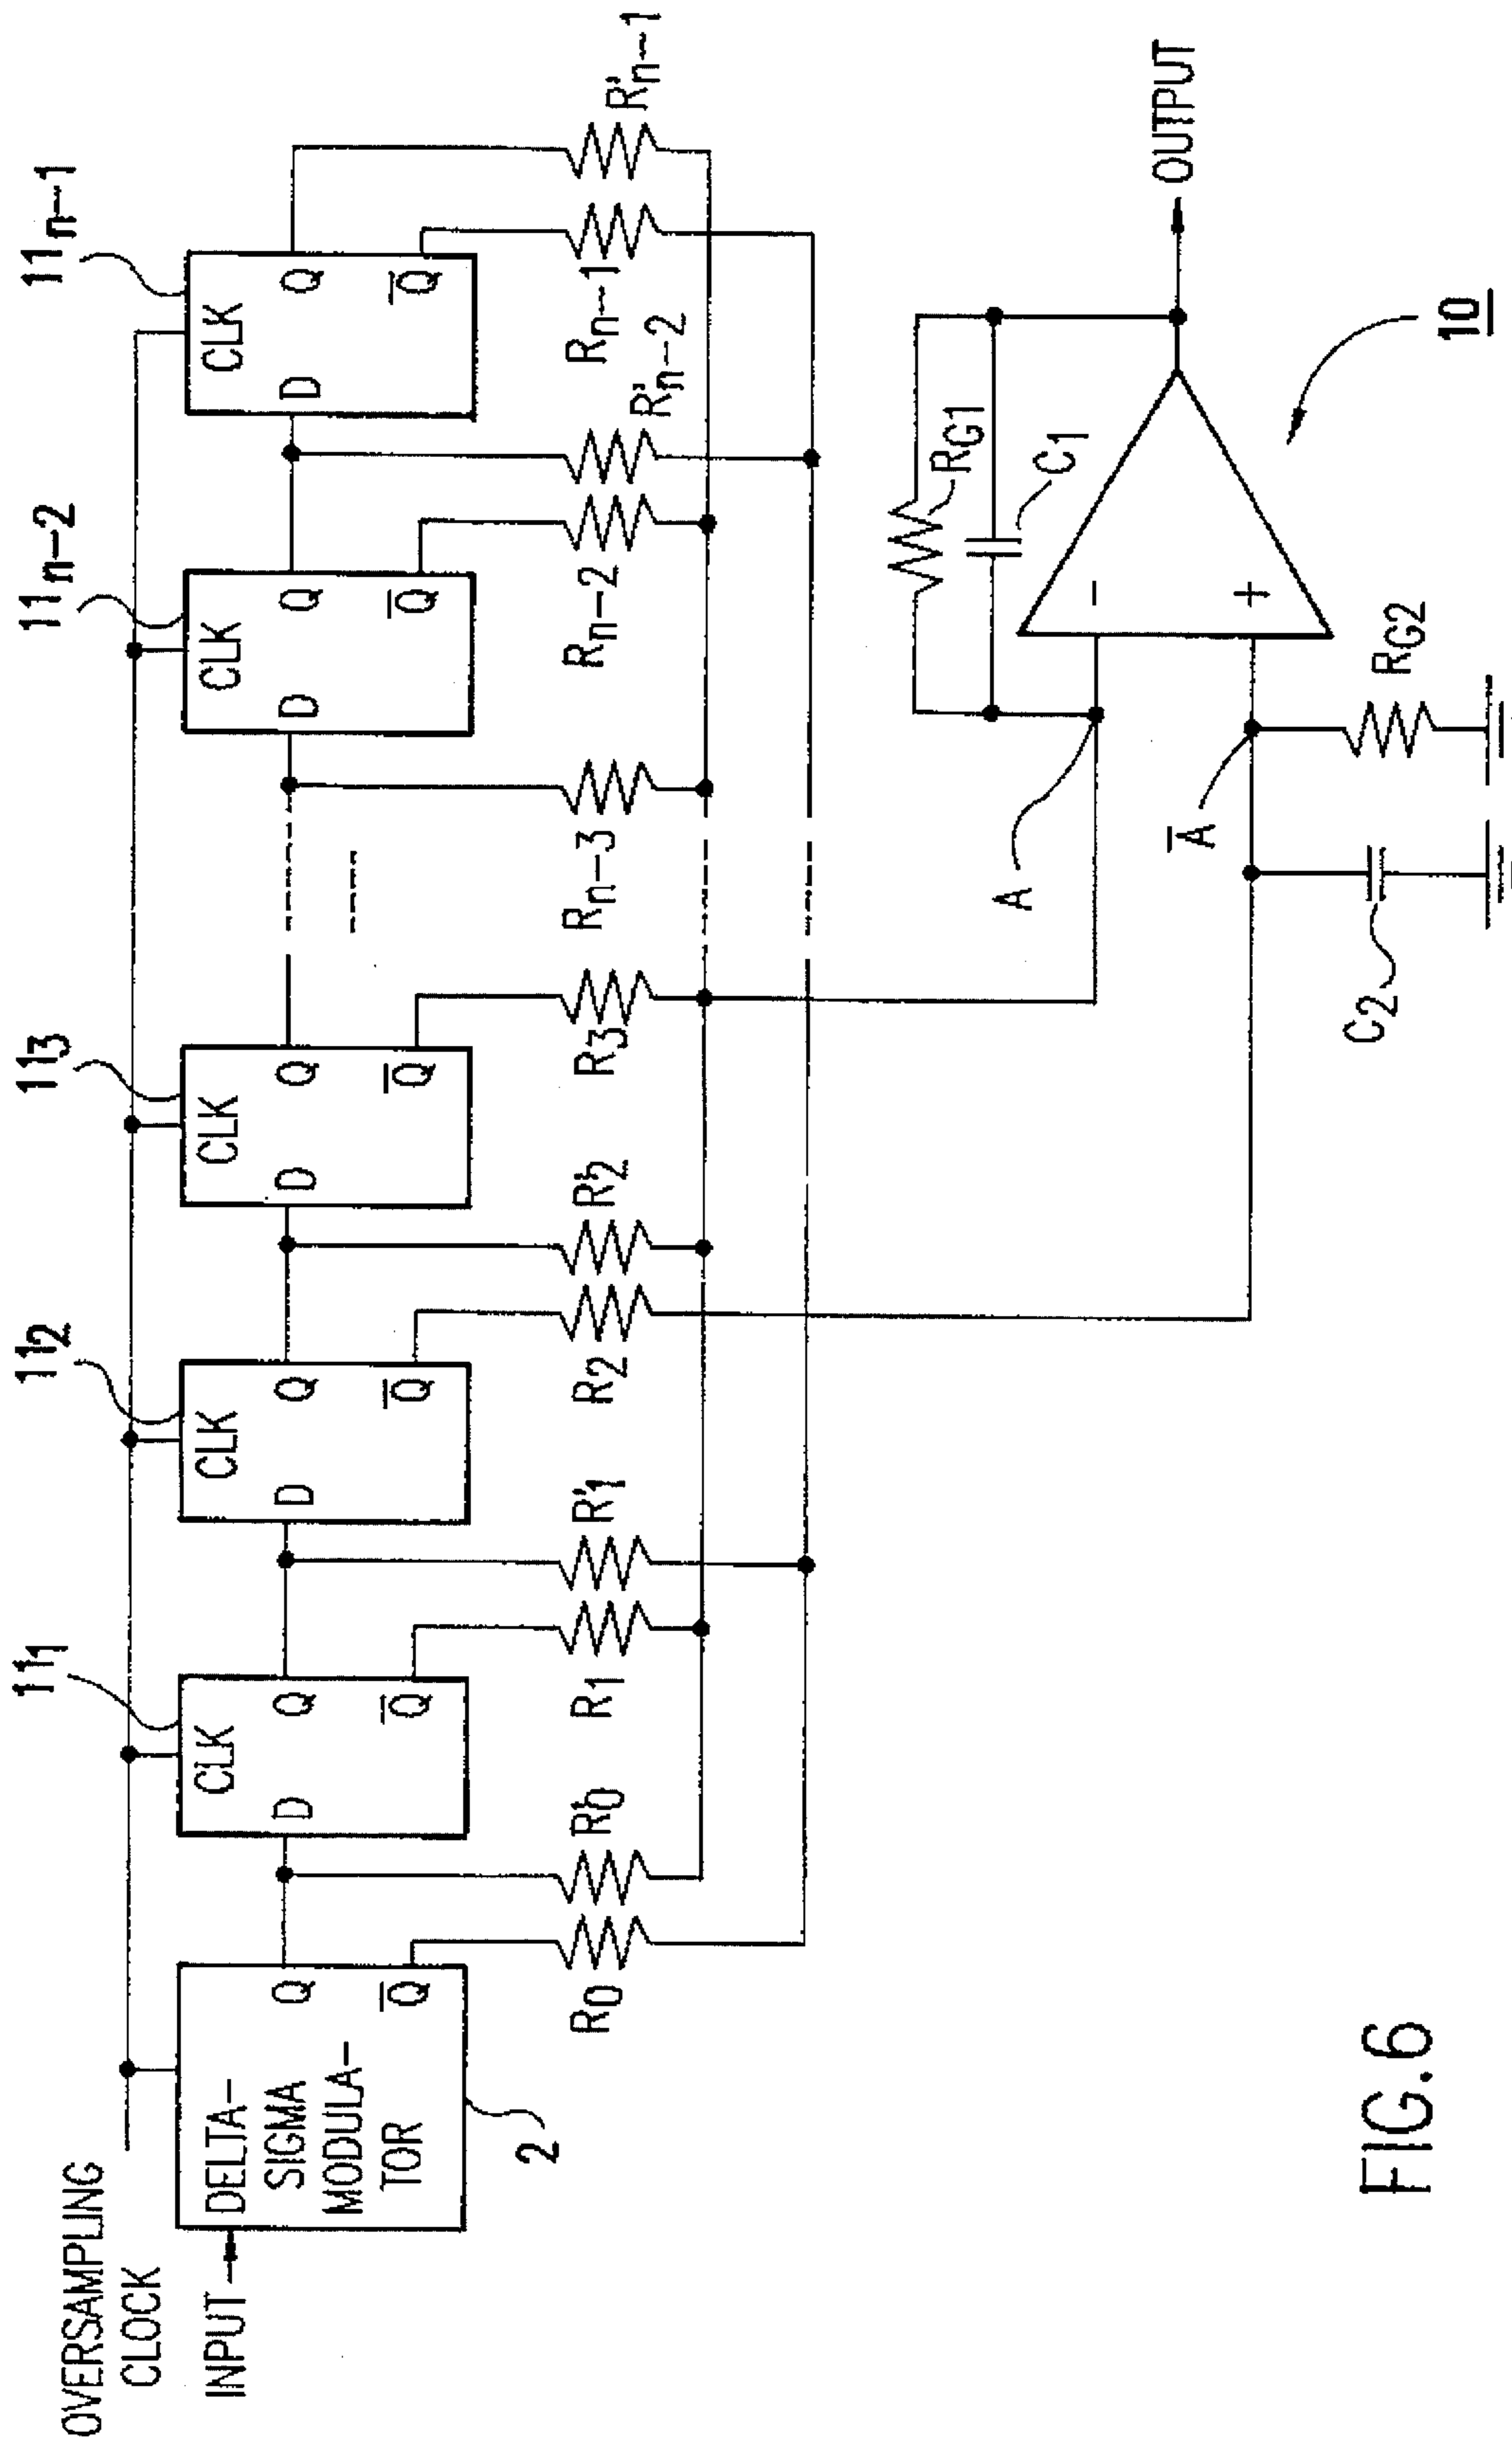 OVERSAMPLING
CLOCK
INPUT
DELTA-
SIGMA
MODULA-
TOR
Q
Q̅
2
11₁
CLK
D
Q
Q̅
11₂
CLK
D
Q
Q̅
11₃
CLK
D
Q
Q̅
11n-2
CLK
D
Q
Q̅
11n-1
CLK
D
Q
Q̅
R₀
R'₀
R₁
R'₁
R₂
R'₂
R₃
Rn-3
Rn-2
R'n-2
Rn-1
R'n-1
A
A̅
RG1
C₁
-
+
C₂
RG2
OUTPUT
10
FIG.6